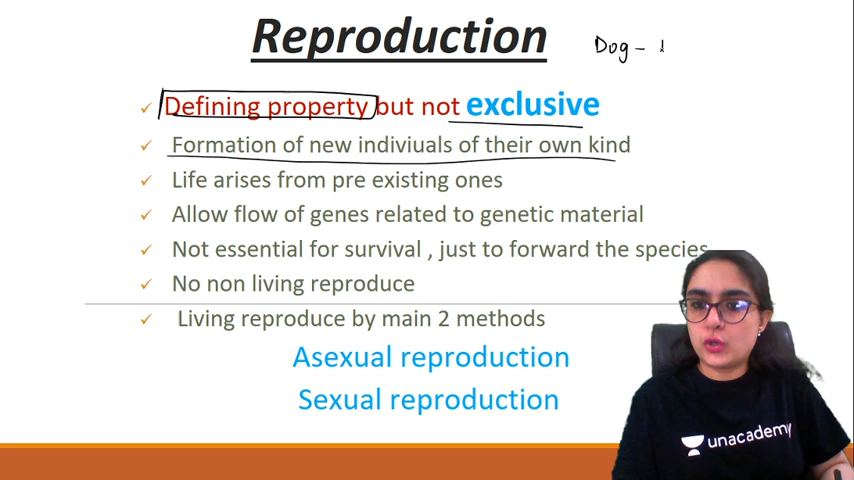 Reproduction
Dog -
Defining property but not exclusive
Formation of new indiviuals of their own kind
Life arises from pre existing ones
Allow flow of genes related to genetic material
Not essential for survival , just to forward the species
No non living reproduce
Living reproduce by main 2 methods
Asexual reproduction
Sexual reproduction
unacademy